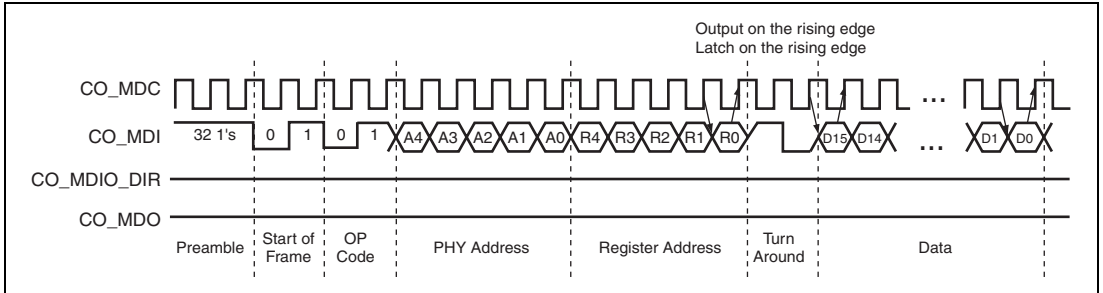 Output on the rising edge
Latch on the rising edge
CO_MDC
...
CO_MDI 32 1's 0 1 0 1 A4 A3 A2 A1 A0 R4 R3 R2 R1 R0 D15 D14 ... D1 D0
CO_MDIO_DIR
CO_MDO
Preamble
Start of
Frame
OP
Code
PHY Address
Register Address
Turn
Around
Data